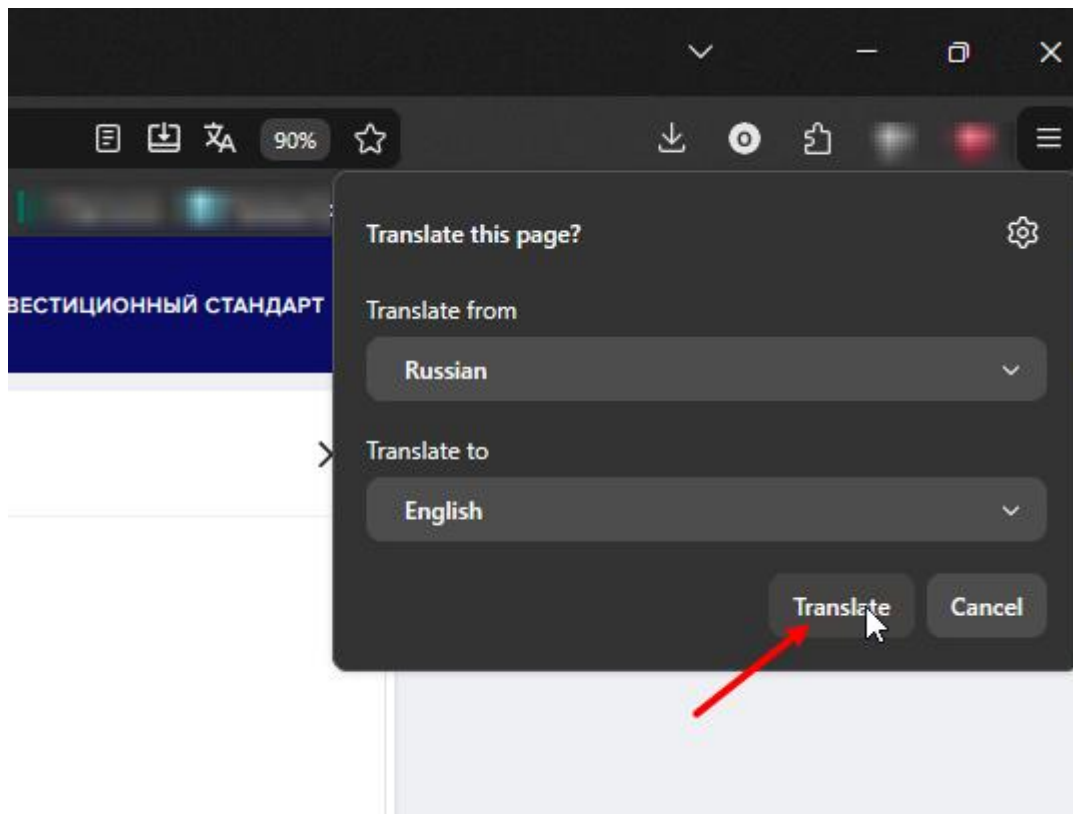 90%
Translate this page?
ВЕСТИЦИОННЫЙ СТАНДАРТ
Translate from
Russian
Translate to
English
Translate
Cancel